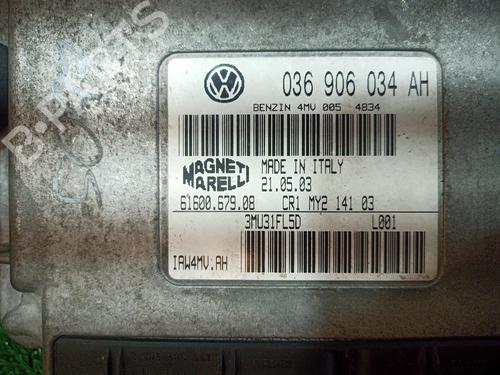 B-PARTS
036 906 034 AH
BENZIN 4MV 005 4834
MAGNETI MARELLI
MADE IN ITALY
21.05.03
61600.679.08 CR1 MY2 141 03
3MU31FL5D L001
IAW4MV.AH